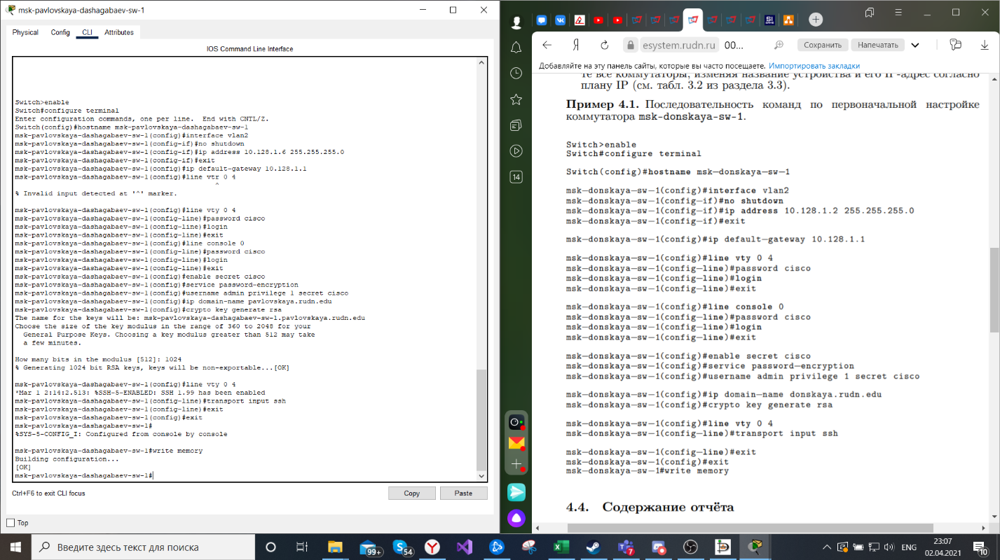 msk-pavlovskaya-dashagabaev-sw-1
Physical Config CLI Attributes
IOS Command Line Interface
Switch>enable
Switch#configure terminal
Enter configuration commands, one per line. End with CNTL/Z.
Switch(config)#hostname msk-pavlovskaya-dashagabaev-sw-1
msk-pavlovskaya-dashagabaev-sw-1(config)#interface vlan2
msk-pavlovskaya-dashagabaev-sw-1(config-if)#no shutdown
msk-pavlovskaya-dashagabaev-sw-1(config-if)#ip address 10.128.1.6 255.255.255.0
msk-pavlovskaya-dashagabaev-sw-1(config-if)#exit
msk-pavlovskaya-dashagabaev-sw-1(config)#ip default-gateway 10.128.1.1
msk-pavlovskaya-dashagabaev-sw-1(config)#line vtr 0 4
^
% Invalid input detected at '^' marker.
msk-pavlovskaya-dashagabaev-sw-1(config)#line vty 0 4
msk-pavlovskaya-dashagabaev-sw-1(config-line)#password cisco
msk-pavlovskaya-dashagabaev-sw-1(config-line)#login
msk-pavlovskaya-dashagabaev-sw-1(config-line)#exit
msk-pavlovskaya-dashagabaev-sw-1(config)#line console 0
msk-pavlovskaya-dashagabaev-sw-1(config-line)#password cisco
msk-pavlovskaya-dashagabaev-sw-1(config-line)#login
msk-pavlovskaya-dashagabaev-sw-1(config-line)#exit
msk-pavlovskaya-dashagabaev-sw-1(config)#enable secret cisco
msk-pavlovskaya-dashagabaev-sw-1(config)#service password-encryption
msk-pavlovskaya-dashagabaev-sw-1(config)#username admin privilege 1 secret cisco
msk-pavlovskaya-dashagabaev-sw-1(config)#ip domain-name pavlovskaya.rudn.edu
msk-pavlovskaya-dashagabaev-sw-1(config)#crypto key generate rsa
The name for the keys will be: msk-pavlovskaya-dashagabaev-sw-1.pavlovskaya.rudn.edu
Choose the size of the key modulus in the range of 360 to 2048 for your
General Purpose Keys. Choosing a key modulus greater than 512 may take
a few minutes.
How many bits in the modulus [512]: 1024
% Generating 1024 bit RSA keys, keys will be non-exportable...[OK]
msk-pavlovskaya-dashagabaev-sw-1(config)#line vty 0 4
*Mar 1 2:14:2.513: %SSH-5-ENABLED: SSH 1.99 has been enabled
msk-pavlovskaya-dashagabaev-sw-1(config-line)#transport input ssh
msk-pavlovskaya-dashagabaev-sw-1(config-line)#exit
msk-pavlovskaya-dashagabaev-sw-1(config)#exit
msk-pavlovskaya-dashagabaev-sw-1#
%SYS-5-CONFIG_I: Configured from console by console
msk-pavlovskaya-dashagabaev-sw-1#write memory
Building configuration...
[OK]
msk-pavlovskaya-dashagabaev-sw-1#
Ctrl+F6 to exit CLI focus
Copy Paste
Top
esystem.rudn.ru 00...
Сохранить Напечатать
Добавляйте на эту панель сайты, которые вы часто посещаете. Импортировать закладки
14
те все коммутаторы, изменяя название устройства и его IP-адрес согласно
плану IP (см. табл. 3.2 из раздела 3.3).
Пример 4.1. Последовательность команд по первоначальной настройке
коммутатора msk-donskaya-sw-1.
Switch>enable
Switch#configure terminal
Switch(config)#hostname msk-donskaya-sw-1
msk-donskaya-sw-1(config)#interface vlan2
msk-donskaya-sw-1(config-if)#no shutdown
msk-donskaya-sw-1(config-if)#ip address 10.128.1.2 255.255.255.0
msk-donskaya-sw-1(config-if)#exit
msk-donskaya-sw-1(config)#ip default-gateway 10.128.1.1
msk-donskaya-sw-1(config)#line vty 0 4
msk-donskaya-sw-1(config-line)#password cisco
msk-donskaya-sw-1(config-line)#login
msk-donskaya-sw-1(config-line)#exit
msk-donskaya-sw-1(config)#line console 0
msk-donskaya-sw-1(config-line)#password cisco
msk-donskaya-sw-1(config-line)#login
msk-donskaya-sw-1(config-line)#exit
msk-donskaya-sw-1(config)#enable secret cisco
msk-donskaya-sw-1(config)#service password-encryption
msk-donskaya-sw-1(config)#username admin privilege 1 secret cisco
msk-donskaya-sw-1(config)#ip domain-name donskaya.rudn.edu
msk-donskaya-sw-1(config)#crypto key generate rsa
msk-donskaya-sw-1(config)#line vty 0 4
msk-donskaya-sw-1(config-line)#transport input ssh
msk-donskaya-sw-1(config-line)#exit
msk-donskaya-sw-1(config)#exit
msk-donskaya-sw-1#write memory
4.4. Содержание отчёта
Введите здесь текст для поиска
99+ 54 7
ENG
23:07
02.04.2021
10